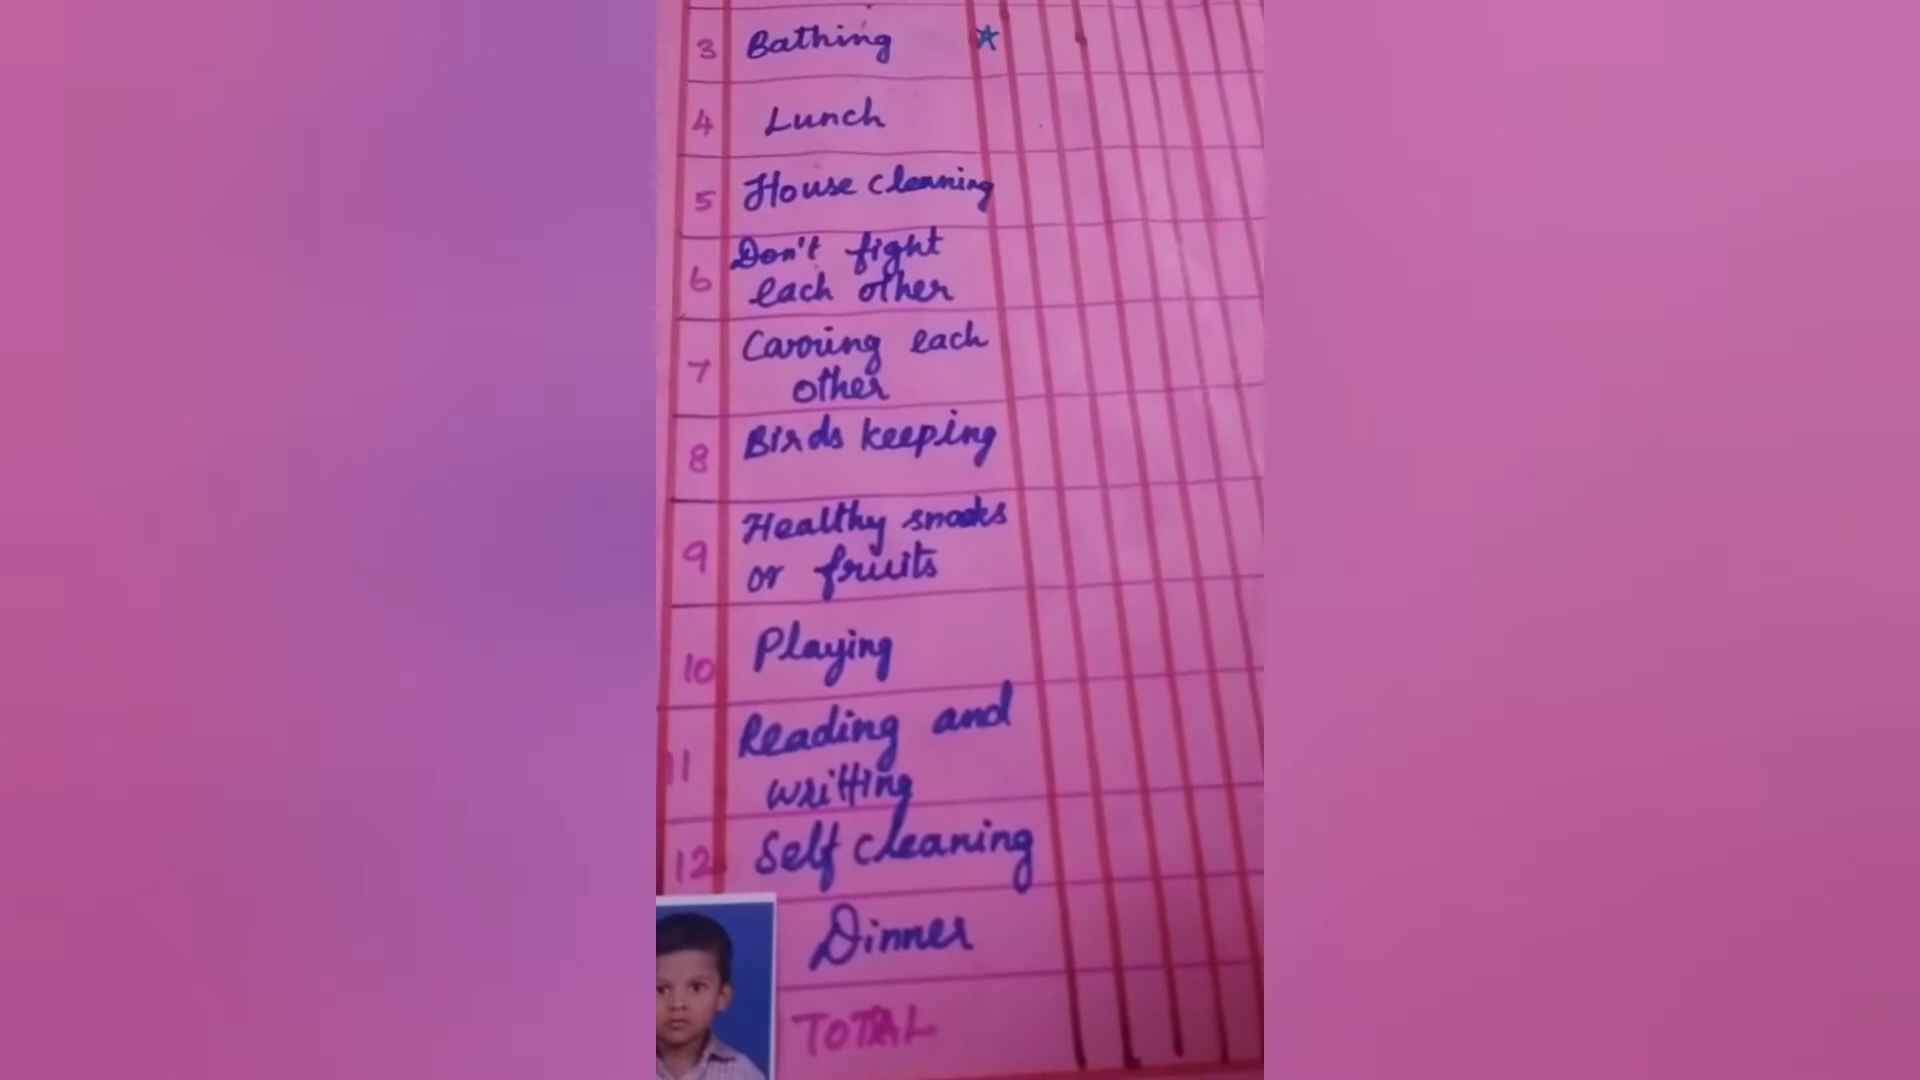 3 Bathing
4 Lunch
5 House cleaning
6 Don't fight
each other
7 Caroing each
other
8 Birds keeping
9 Healthy snacks
or fruits
10 Playing
11 Reading and
writting
12 Self cleaning
Dinner
TOTAL